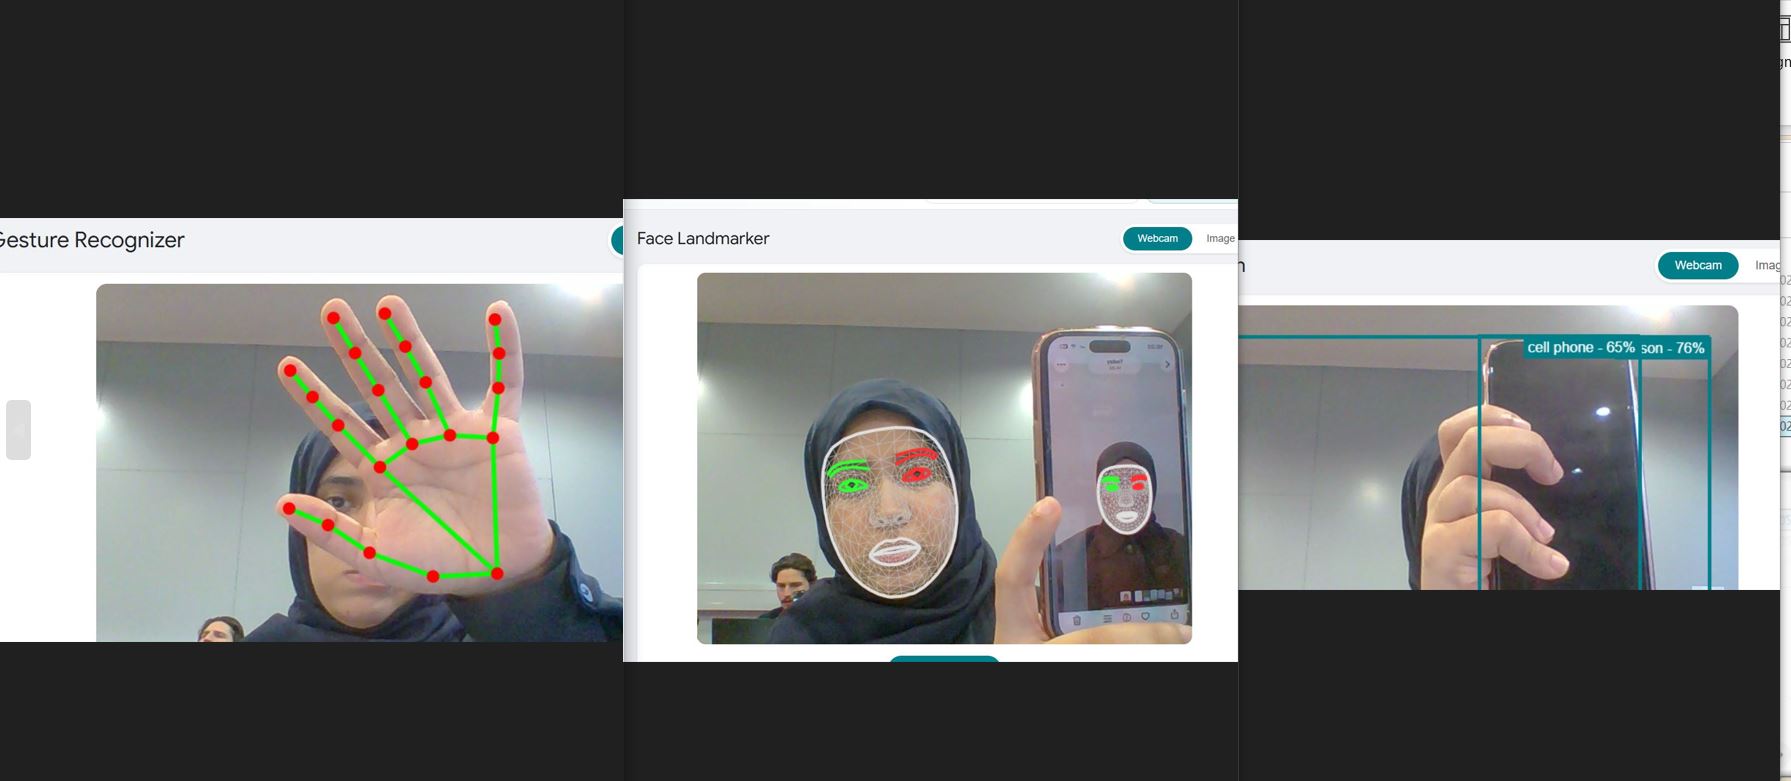 Gesture Recognizer
Face Landmarker
Webcam
Image
Webcam
cell phone - 65%
son - 76%